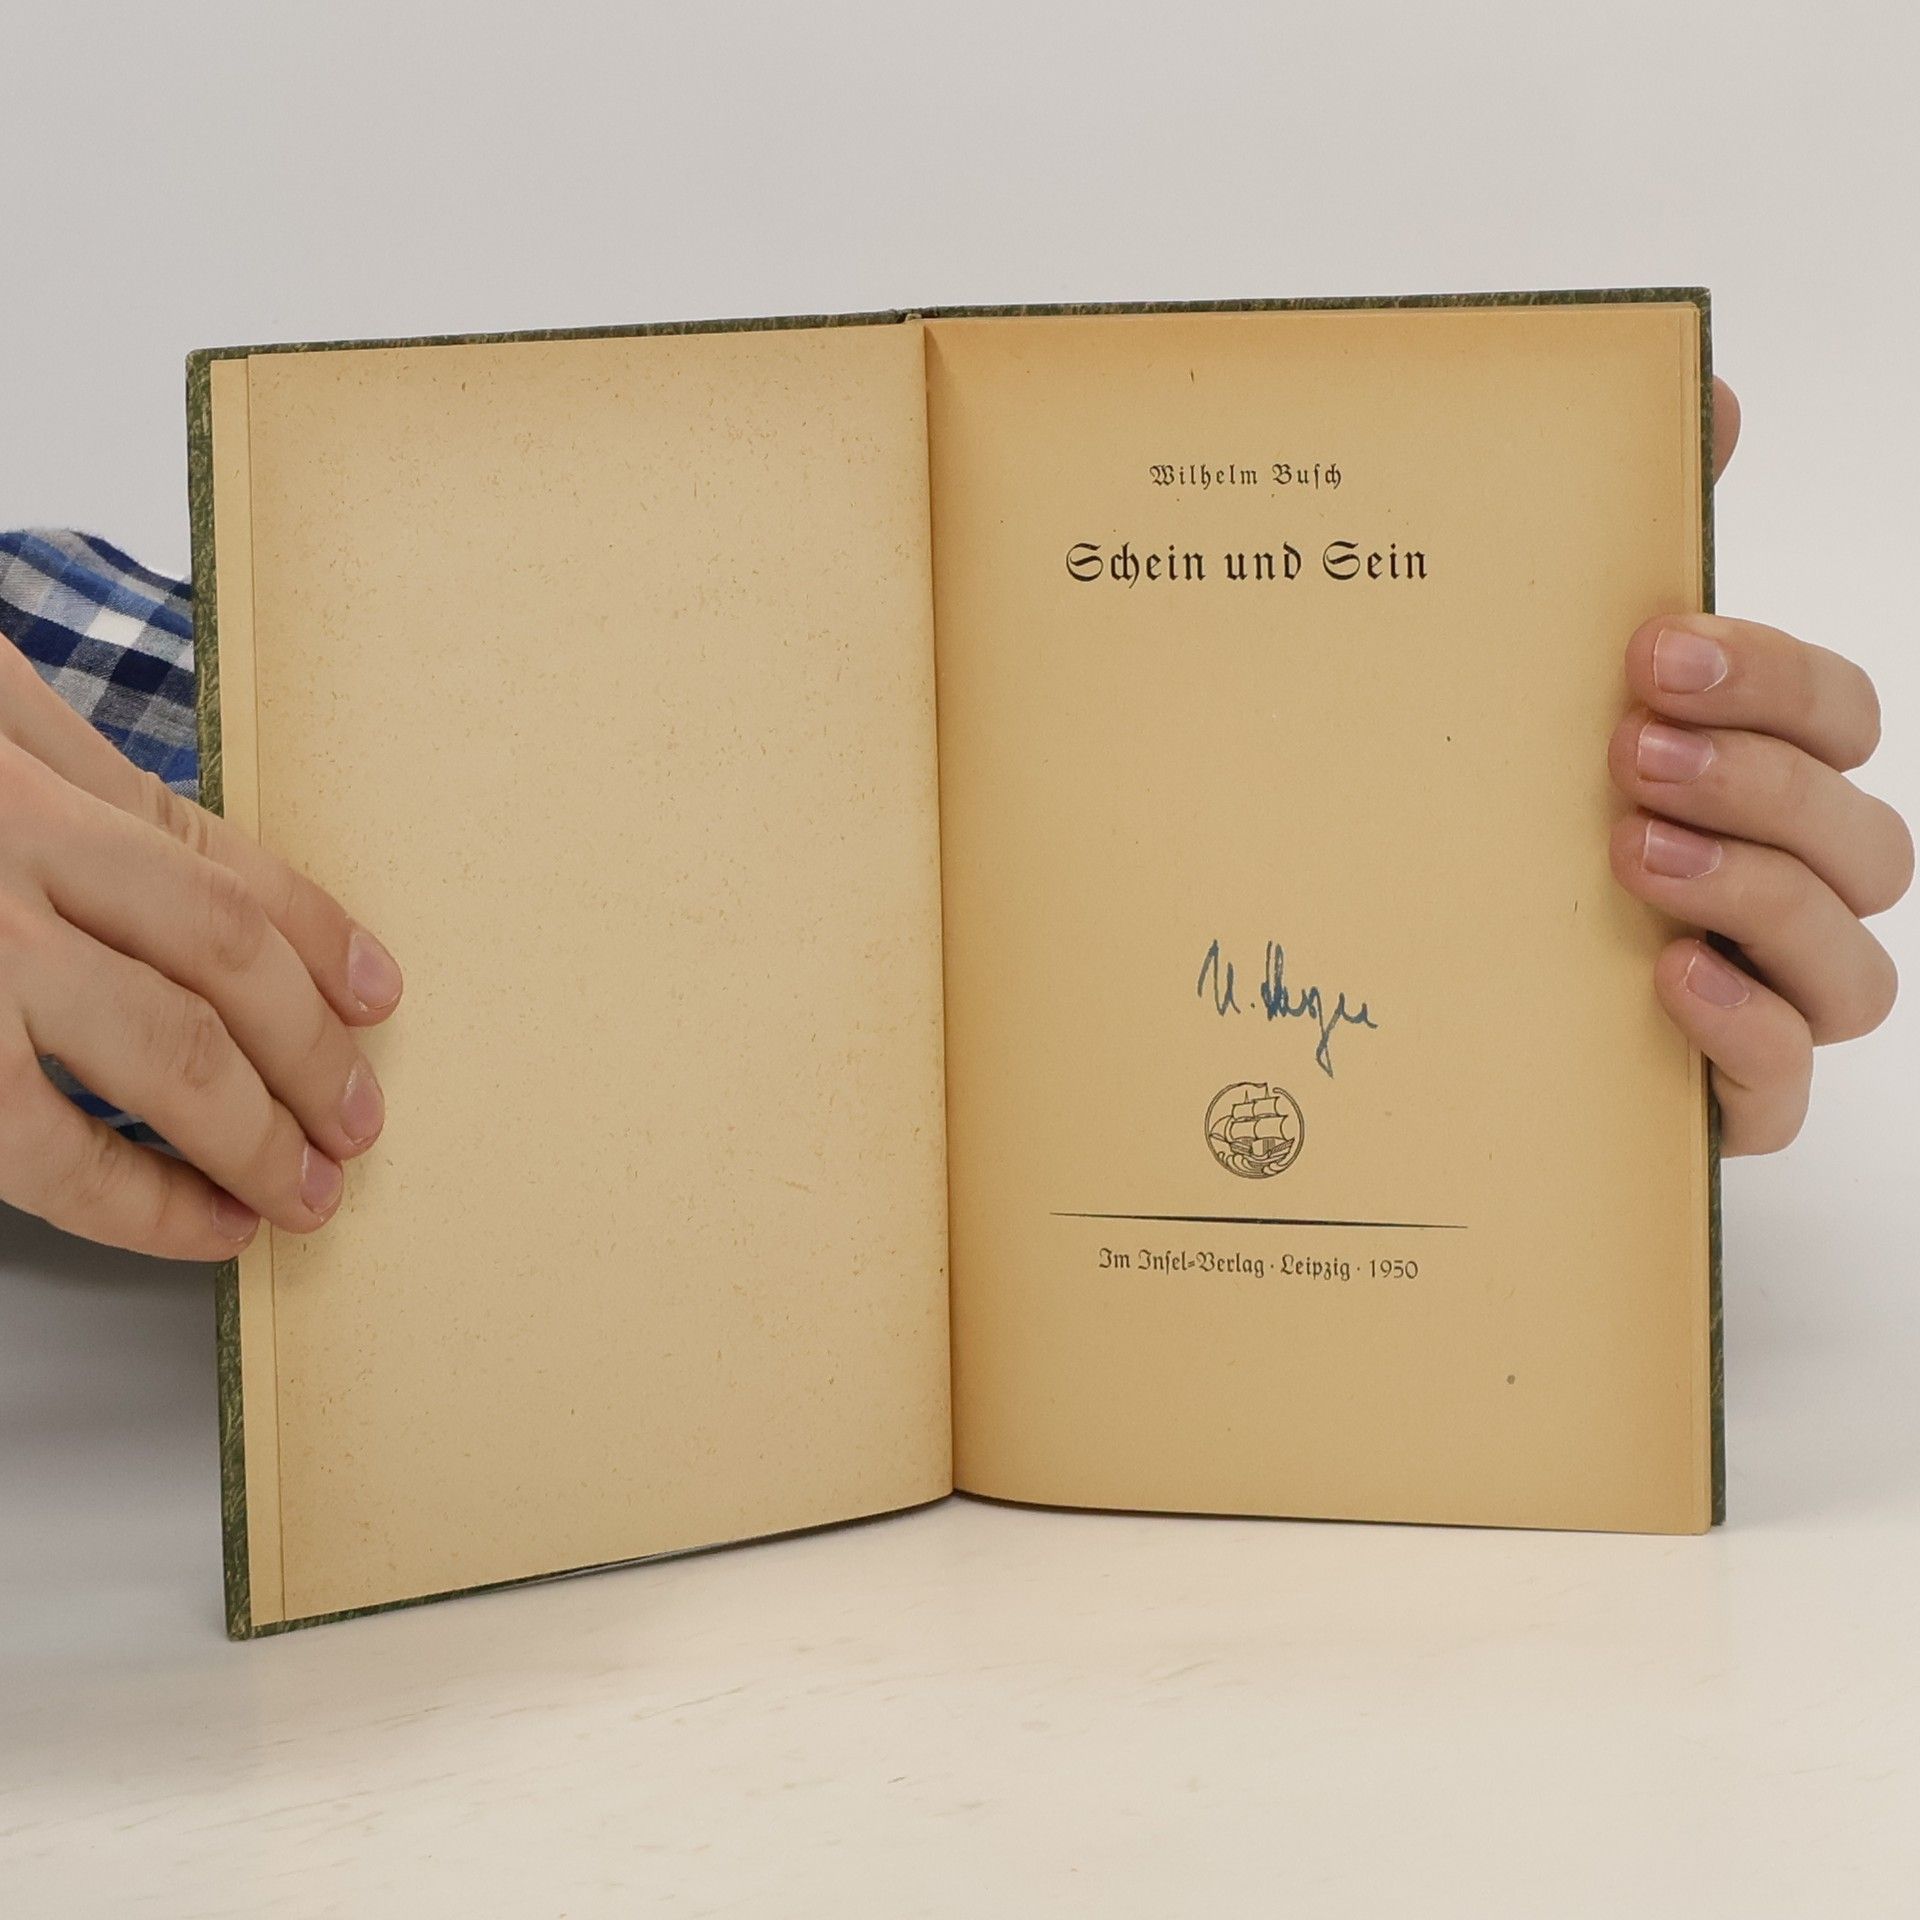 Wilhelm Busch
Schein und Sein
Im Insel-Verlag · Leipzig · 1950